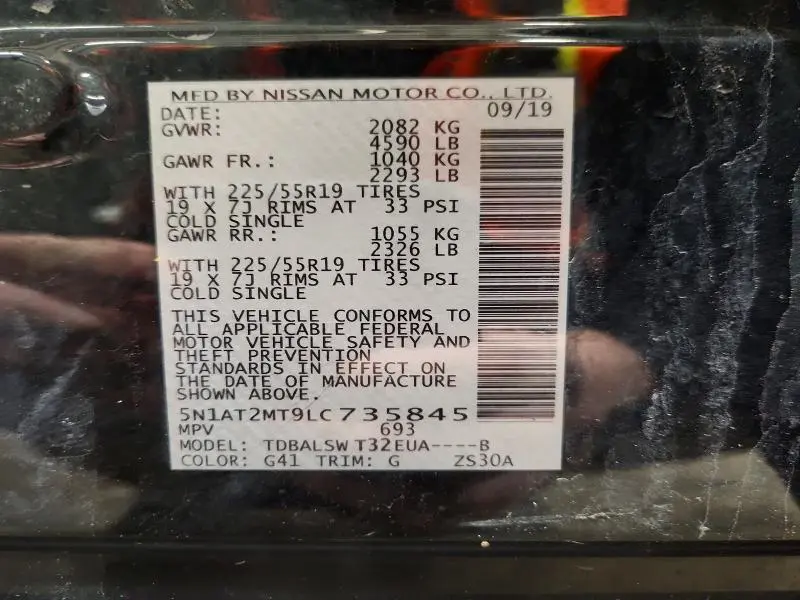 MFD BY NISSAN MOTOR CO., LTD.
DATE: 09/19
GVWR: 2082 KG
4590 LB
GAWR FR.: 1040 KG
2293 LB
WITH 225/55R19 TIRES
19 X 7J RIMS AT 33 PSI
COLD SINGLE
GAWR RR.: 1055 KG
2326 LB
WITH 225/55R19 TIRES
19 X 7J RIMS AT 33 PSI
COLD SINGLE
THIS VEHICLE CONFORMS TO
ALL APPLICABLE FEDERAL
MOTOR VEHICLE SAFETY AND
THEFT PREVENTION
STANDARDS IN EFFECT ON
THE DATE OF MANUFACTURE
SHOWN ABOVE.
5N1AT2MT9LC735845
MPV 693
MODEL: TDBALSW T32EUA----B
COLOR: G41 TRIM: G ZS30A